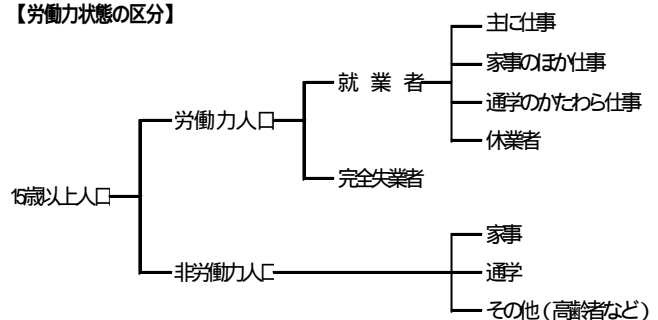 【労働力状態の区分】
主に仕事
家事のほか仕事
就業者
通学のかたわら仕事
労働力人口
休業者
完全失業者
15歳以上人口
家事
非労働力人口
通学
その他(高齢者など)